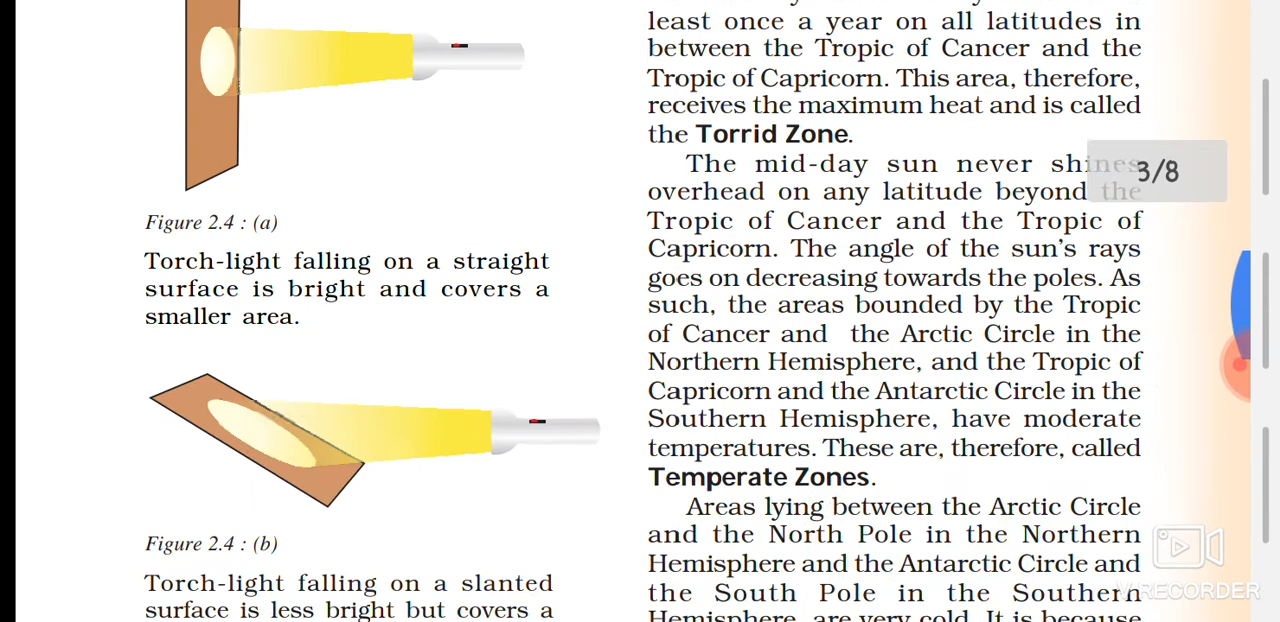 Figure 2.4 : (a)
Torch-light falling on a straight
surface is bright and covers a
smaller area.
Figure 2.4 : (b)
Torch-light falling on a slanted
surface is less bright but covers a
least once a year on all latitudes in
between the Tropic of Cancer and the
Tropic of Capricorn. This area, therefore,
receives the maximum heat and is called
the Torrid Zone.
The mid-day sun never shines
overhead on any latitude beyond the
Tropic of Cancer and the Tropic of
Capricorn. The angle of the sun's rays
goes on decreasing towards the poles. As
such, the areas bounded by the Tropic
of Cancer and the Arctic Circle in the
Northern Hemisphere, and the Tropic of
Capricorn and the Antarctic Circle in the
Southern Hemisphere, have moderate
temperatures. These are, therefore, called
Temperate Zones.
Areas lying between the Arctic Circle
and the North Pole in the Northern
Hemisphere and the Antarctic Circle and
the South Pole in the Southern
Hemisphere, are very cold. It is because
3/8
V RECORDER